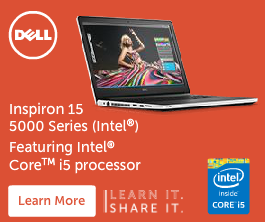 DELL
Inspiron 15
5000 Series (Intel®)
Featuring Intel®
Core™ i5 processor
Learn More
LEARN IT.
SHARE IT.
intel
inside
CORE i5